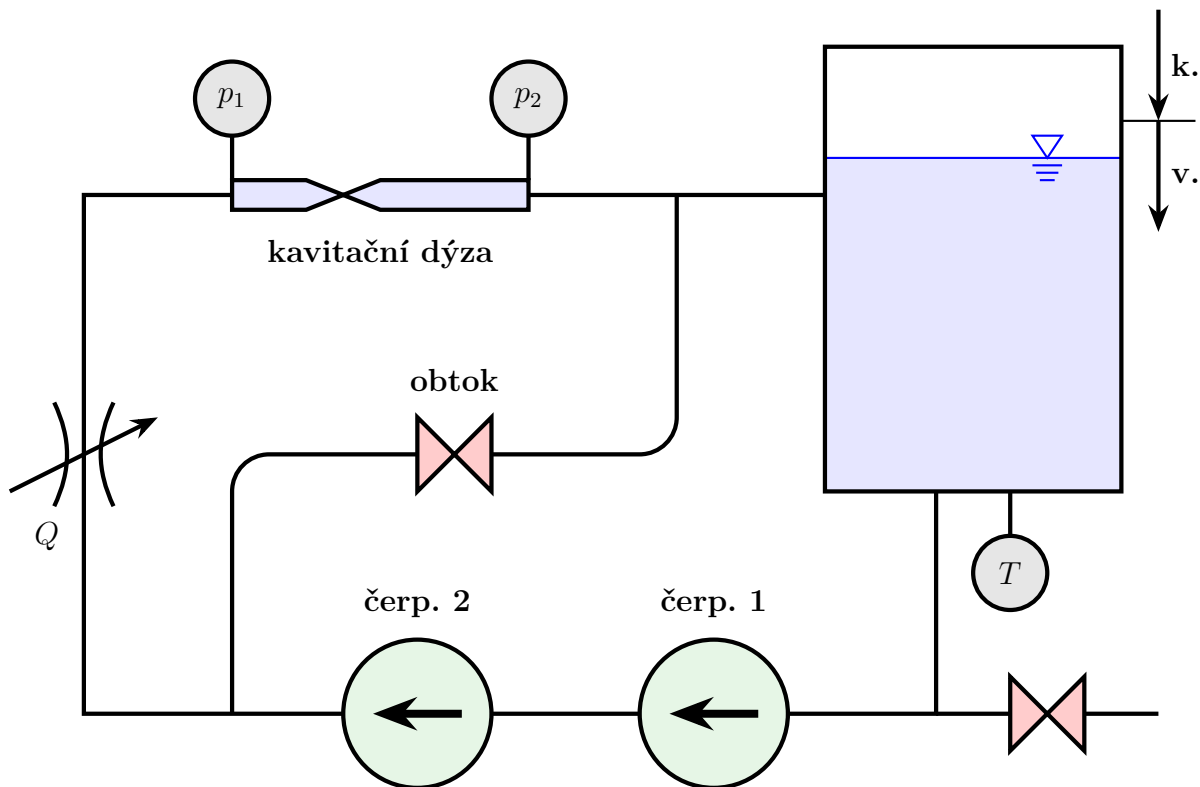 k.
p₁
p₂
v.
kavitační dýza
obtok
Q
T
čerp. 2
čerp. 1